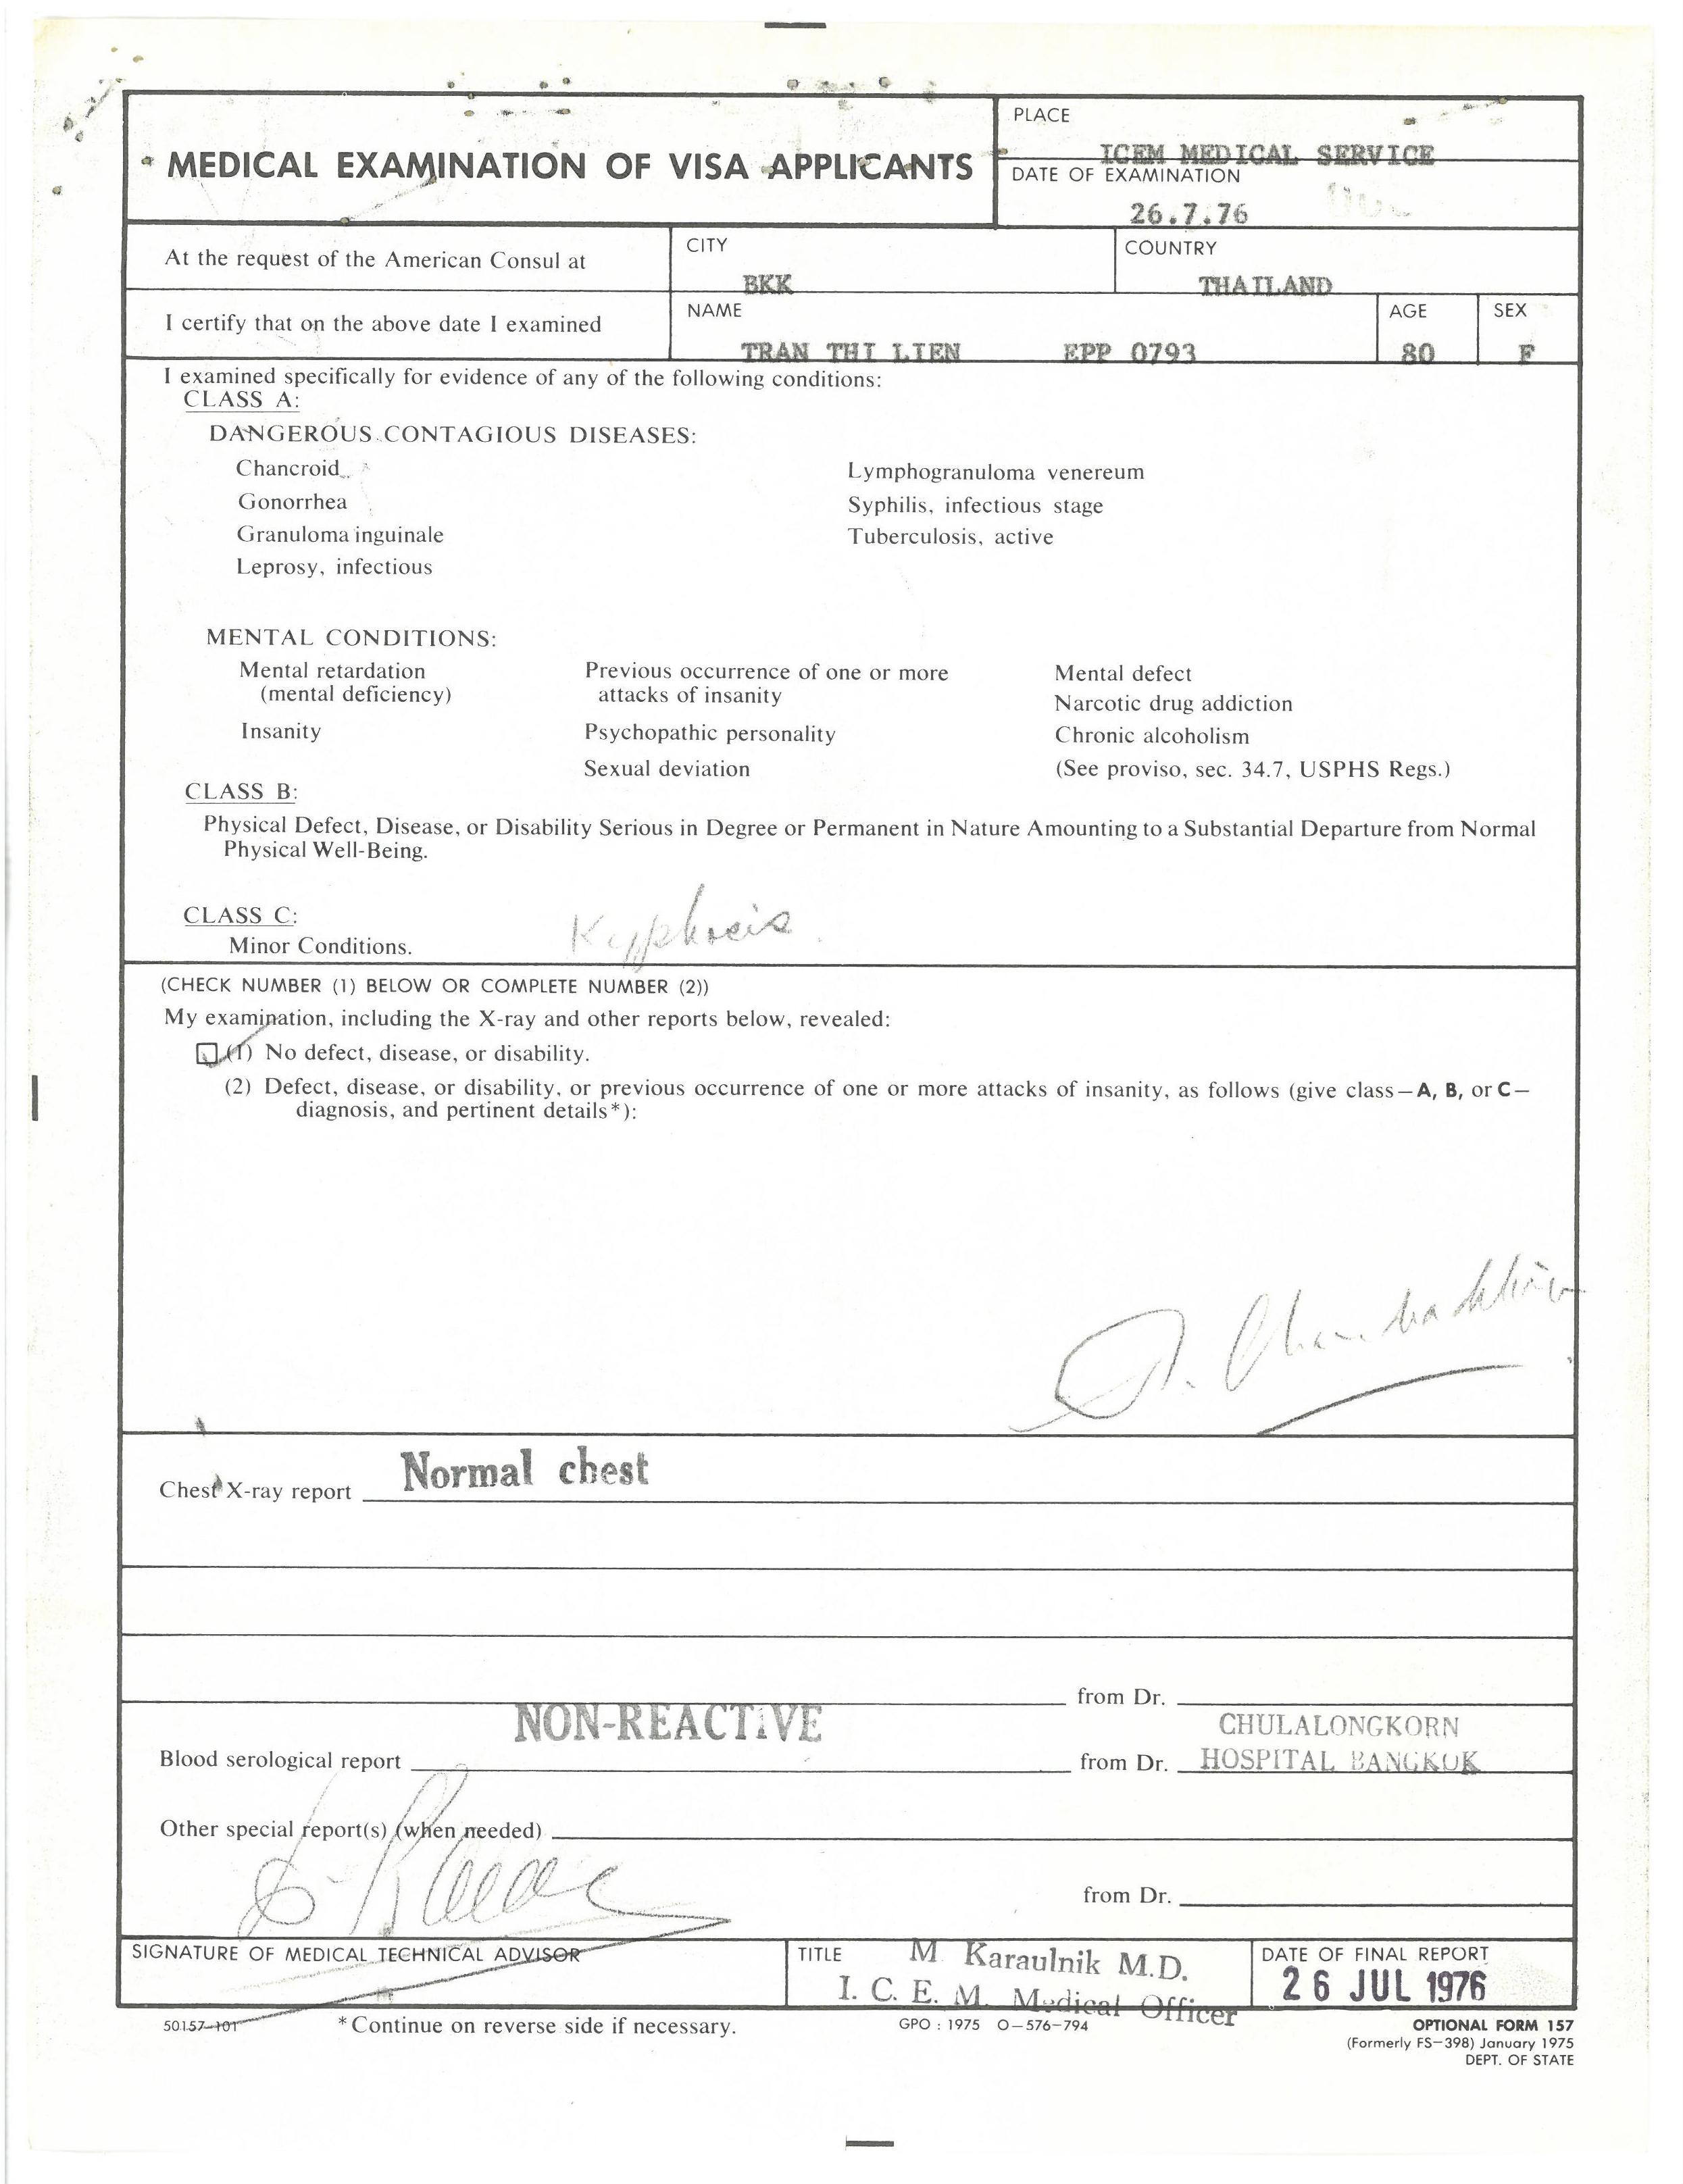 PLACE
MEDICAL EXAMINATION OF VISA APPLICANTS
ICEM MEDICAL SERVICE
DATE OF EXAMINATION
26.7.76
At the request of the American Consul at
CITY
BKK
COUNTRY
THAILAND
I certify that on the above date I examined
NAME
TRAN THI LIEN EPP 0793
AGE
80
SEX
F
I examined specifically for evidence of any of the following conditions:
CLASS A:
DANGEROUS CONTAGIOUS DISEASES:
Chancroid Lymphogranuloma venereum
Gonorrhea Syphilis, infectious stage
Granuloma inguinale Tuberculosis, active
Leprosy, infectious
MENTAL CONDITIONS:
Mental retardation Previous occurrence of one or more Mental defect
(mental deficiency) attacks of insanity Narcotic drug addiction
Insanity Psychopathic personality Chronic alcoholism
Sexual deviation (See proviso, sec. 34.7, USPHS Regs.)
CLASS B:
Physical Defect, Disease, or Disability Serious in Degree or Permanent in Nature Amounting to a Substantial Departure from Normal
Physical Well-Being.
CLASS C: Kyphosis
Minor Conditions.
(CHECK NUMBER (1) BELOW OR COMPLETE NUMBER (2))
My examination, including the X-ray and other reports below, revealed:
(1) No defect, disease, or disability.
(2) Defect, disease, or disability, or previous occurrence of one or more attacks of insanity, as follows (give class—A, B, or C—
diagnosis, and pertinent details*):
Normal chest
Chest X-ray report
from Dr.
NON-REACTIVE CHULALONGKORN
Blood serological report from Dr. HOSPITAL BANGKOK
Other special report(s) (when needed)
from Dr.
SIGNATURE OF MEDICAL TECHNICAL ADVISOR
TITLE M Karaulnik M.D.
I. C. E. M. Medical Officer
DATE OF FINAL REPORT
26 JUL 1976
50157-101 *Continue on reverse side if necessary. GPO : 1975 O-576-794 OPTIONAL FORM 157
(Formerly FS-398) January 1975
DEPT. OF STATE